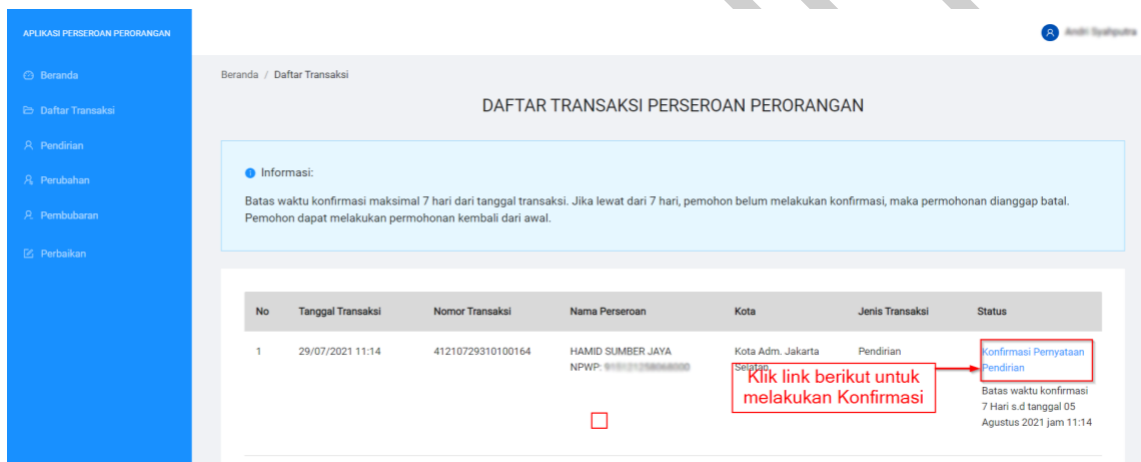 APLIKASI PERSEROAN PERORANGAN
Beranda
Daftar Transaksi
Pendirian
Perubahan
Pembubaran
Perbaikan
Beranda / Daftar Transaksi
DAFTAR TRANSAKSI PERSEROAN PERORANGAN
Informasi:
Batas waktu konfirmasi maksimal 7 hari dari tanggal transaksi. Jika lewat dari 7 hari, pemohon belum melakukan konfirmasi, maka permohonan dianggap batal.
Pemohon dapat melakukan permohonan kembali dari awal.
No Tanggal Transaksi Nomor Transaksi Nama Perseroan Kota Jenis Transaksi Status
1 29/07/2021 11:14 41210729310100164 HAMID SUMBER JAYA Kota Adm. Jakarta Pendirian Konfirmasi Pernyataan
NPWP: Selatan Pendirian
Klik link berikut untuk
melakukan Konfirmasi
Batas waktu konfirmasi
7 Hari s.d tanggal 05
Agustus 2021 jam 11:14